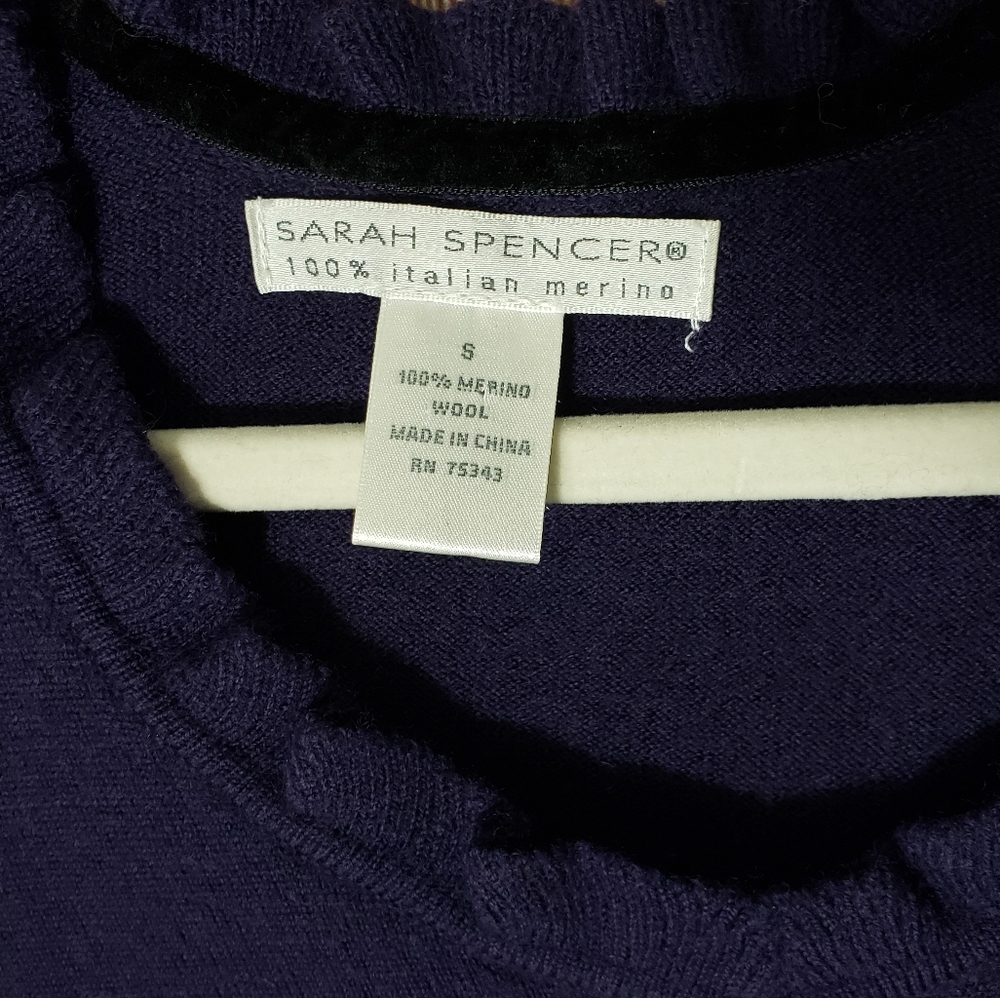 SARAH SPENCER®
100% italian merino
S
100% MERINO
WOOL
MADE IN CHINA
RN 75343